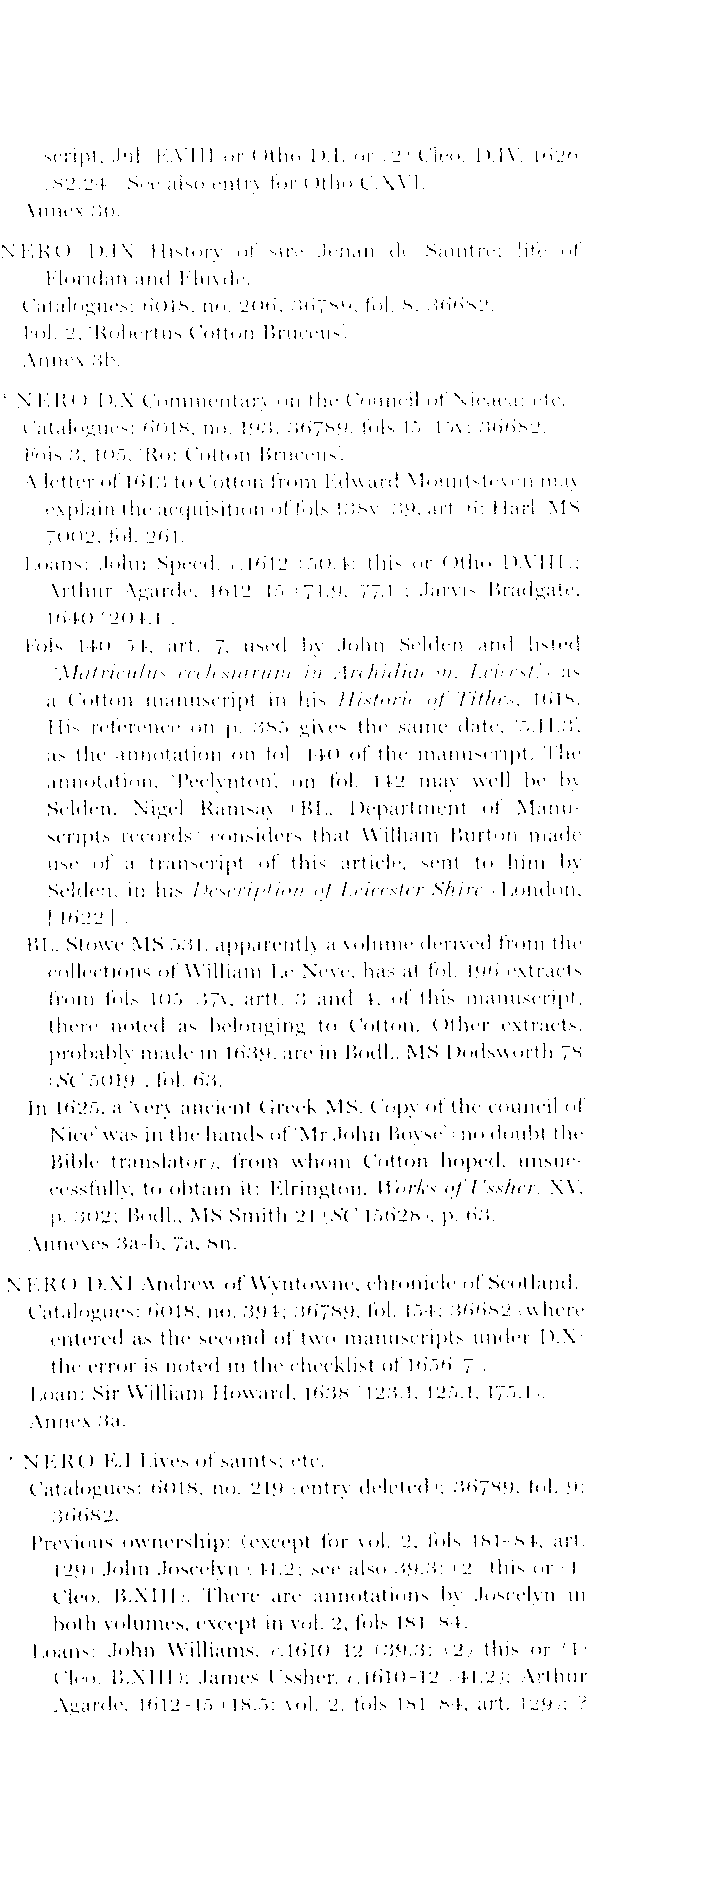 script, Jul. E.VIII or Otho D.I, or (2) Cleo. D.IV, 1626
(82.24). See also entry for Otho C.XVI.
Annex 3b.
NERO D.IX History of sire Jehan de Saintre; life of
Floridan and Eluyde.
Catalogues: 6018, no. 206; 36789, fol. 8; 36682.
Fol. 2, 'Robertus Cotton Bruceus'.
Annex 3b.
* NERO D.X Commentary on the Council of Nicaea; etc.
Catalogues: 6018, no. 193; 36789, fols 15–15v; 36682.
Fols 3, 105, 'Ro: Cotton Bruceus'.
A letter of 1613 to Cotton from Edward Mountsteven may
explain the acquisition of fols 138v–39, art. 6: Harl. MS
7002, fol. 261.
Loans: John Speed, c.1612 (50.4: this or Otho D.VIII);
Arthur Agarde, 1612–15 (71.9, 77.1); Jarvis Bradgate,
1640 (204.1).
Fols 140–54, art. 7, used by John Selden and listed
('Matriculus ecclesiarum in Archidiacon. Leicest.') as
a Cotton manuscript in his Historie of Tithes, 1618.
His reference on p. 385 gives the same date, '5.H.3',
as the annotation on fol. 140 of the manuscript. The
annotation, 'Peclynton', on fol. 142 may well be by
Selden. Nigel Ramsay (BL, Department of Manu-
scripts records) considers that William Burton made
use of a transcript of this article, sent to him by
Selden, in his Description of Leicester Shire (London,
[1622]).
BL, Stowe MS 531, apparently a volume derived from the
collections of William Le Neve, has at fol. 196 extracts
from fols 105–37v, artt. 3 and 4, of this manuscript,
there noted as belonging to Cotton. Other extracts,
probably made in 1639, are in Bodl., MS Dodsworth 78
(SC 5019), fol. 63.
In 1625, a 'very ancient Greek MS. Copy of the council of
Nice' was in the hands of 'Mr John Boyse' (no doubt the
Bible translator), from whom Cotton hoped, unsuc-
cessfully, to obtain it: Elrington, Works of Ussher, XV,
p. 302; Bodl., MS Smith 21 (SC 15628), p. 63.
Annexes 3a-b, 7a, 8n.
NERO D.XI Andrew of Wyntowne, chronicle of Scotland.
Catalogues: 6018, no. 394; 36789, fol. 154; 36682 (where
entered as the second of two manuscripts under D.X:
the error is noted in the checklist of 1656–7).
Loan: Sir William Howard, 1638 (123.1, 125.1, 175.1).
Annex 3a.
* NERO E.I Lives of saints; etc.
Catalogues: 6018, no. 219 (entry deleted); 36789, fol. 9;
36682.
Previous ownership: (except for vol. 2, fols 181–84, art.
129) John Joscelyn (41.2; see also 39.3: (2) this or (1)
Cleo. B.XIII). There are annotations by Joscelyn in
both volumes, except in vol. 2, fols 181–84.
Loans: John Williams, c.1610–12 (39.3: (2) this or (1)
Cleo. B.XIII); James Ussher, c.1610–12 (41.2); Arthur
Agarde, 1612–15 (18.5: vol. 2, fols 181–84, art. 129); ?